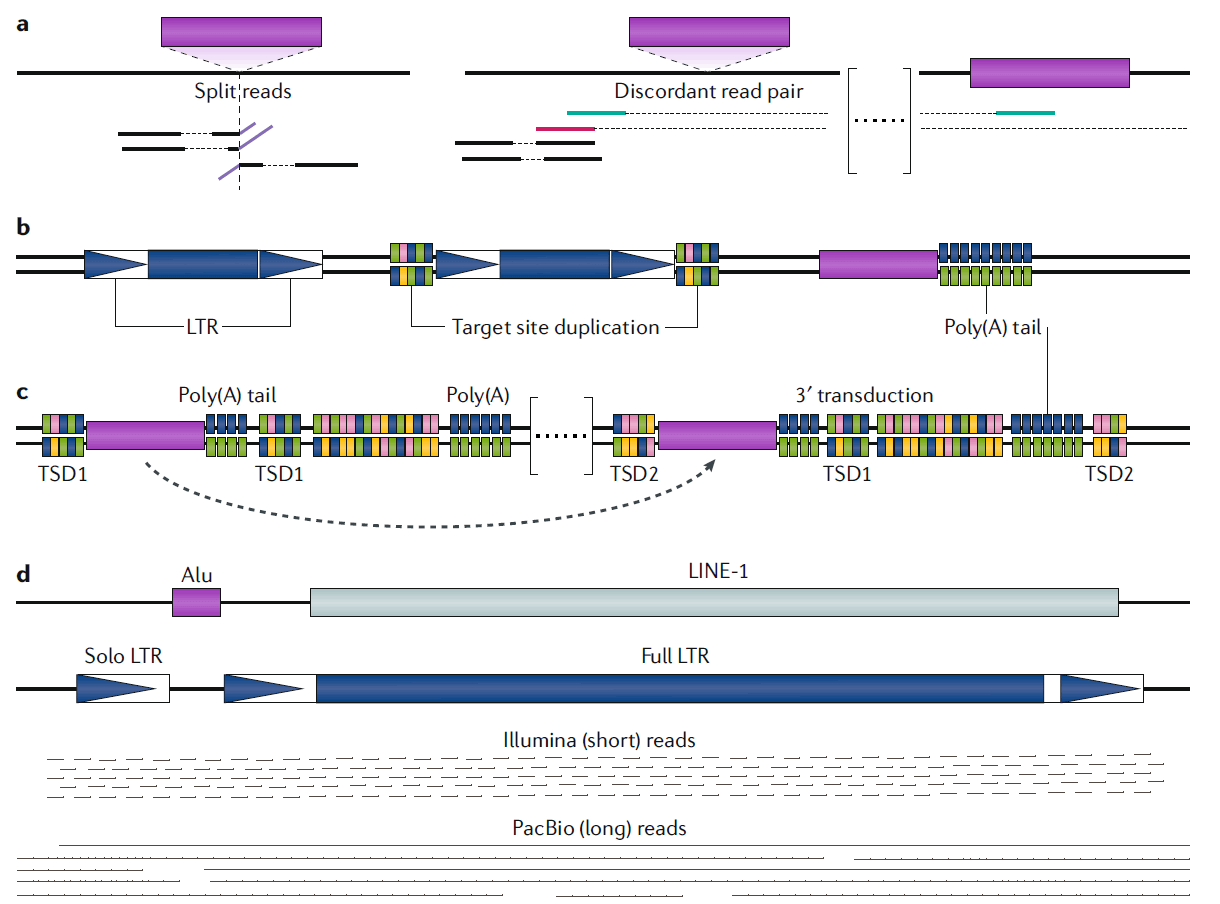 a
Split reads
Discordant read pair
b
LTR
Target site duplication
Poly(A) tail
c
Poly(A) tail
Poly(A)
3′ transduction
TSD1
TSD1
TSD2
TSD1
TSD2
d
Alu
LINE-1
Solo LTR
Full LTR
Illumina (short) reads
PacBio (long) reads